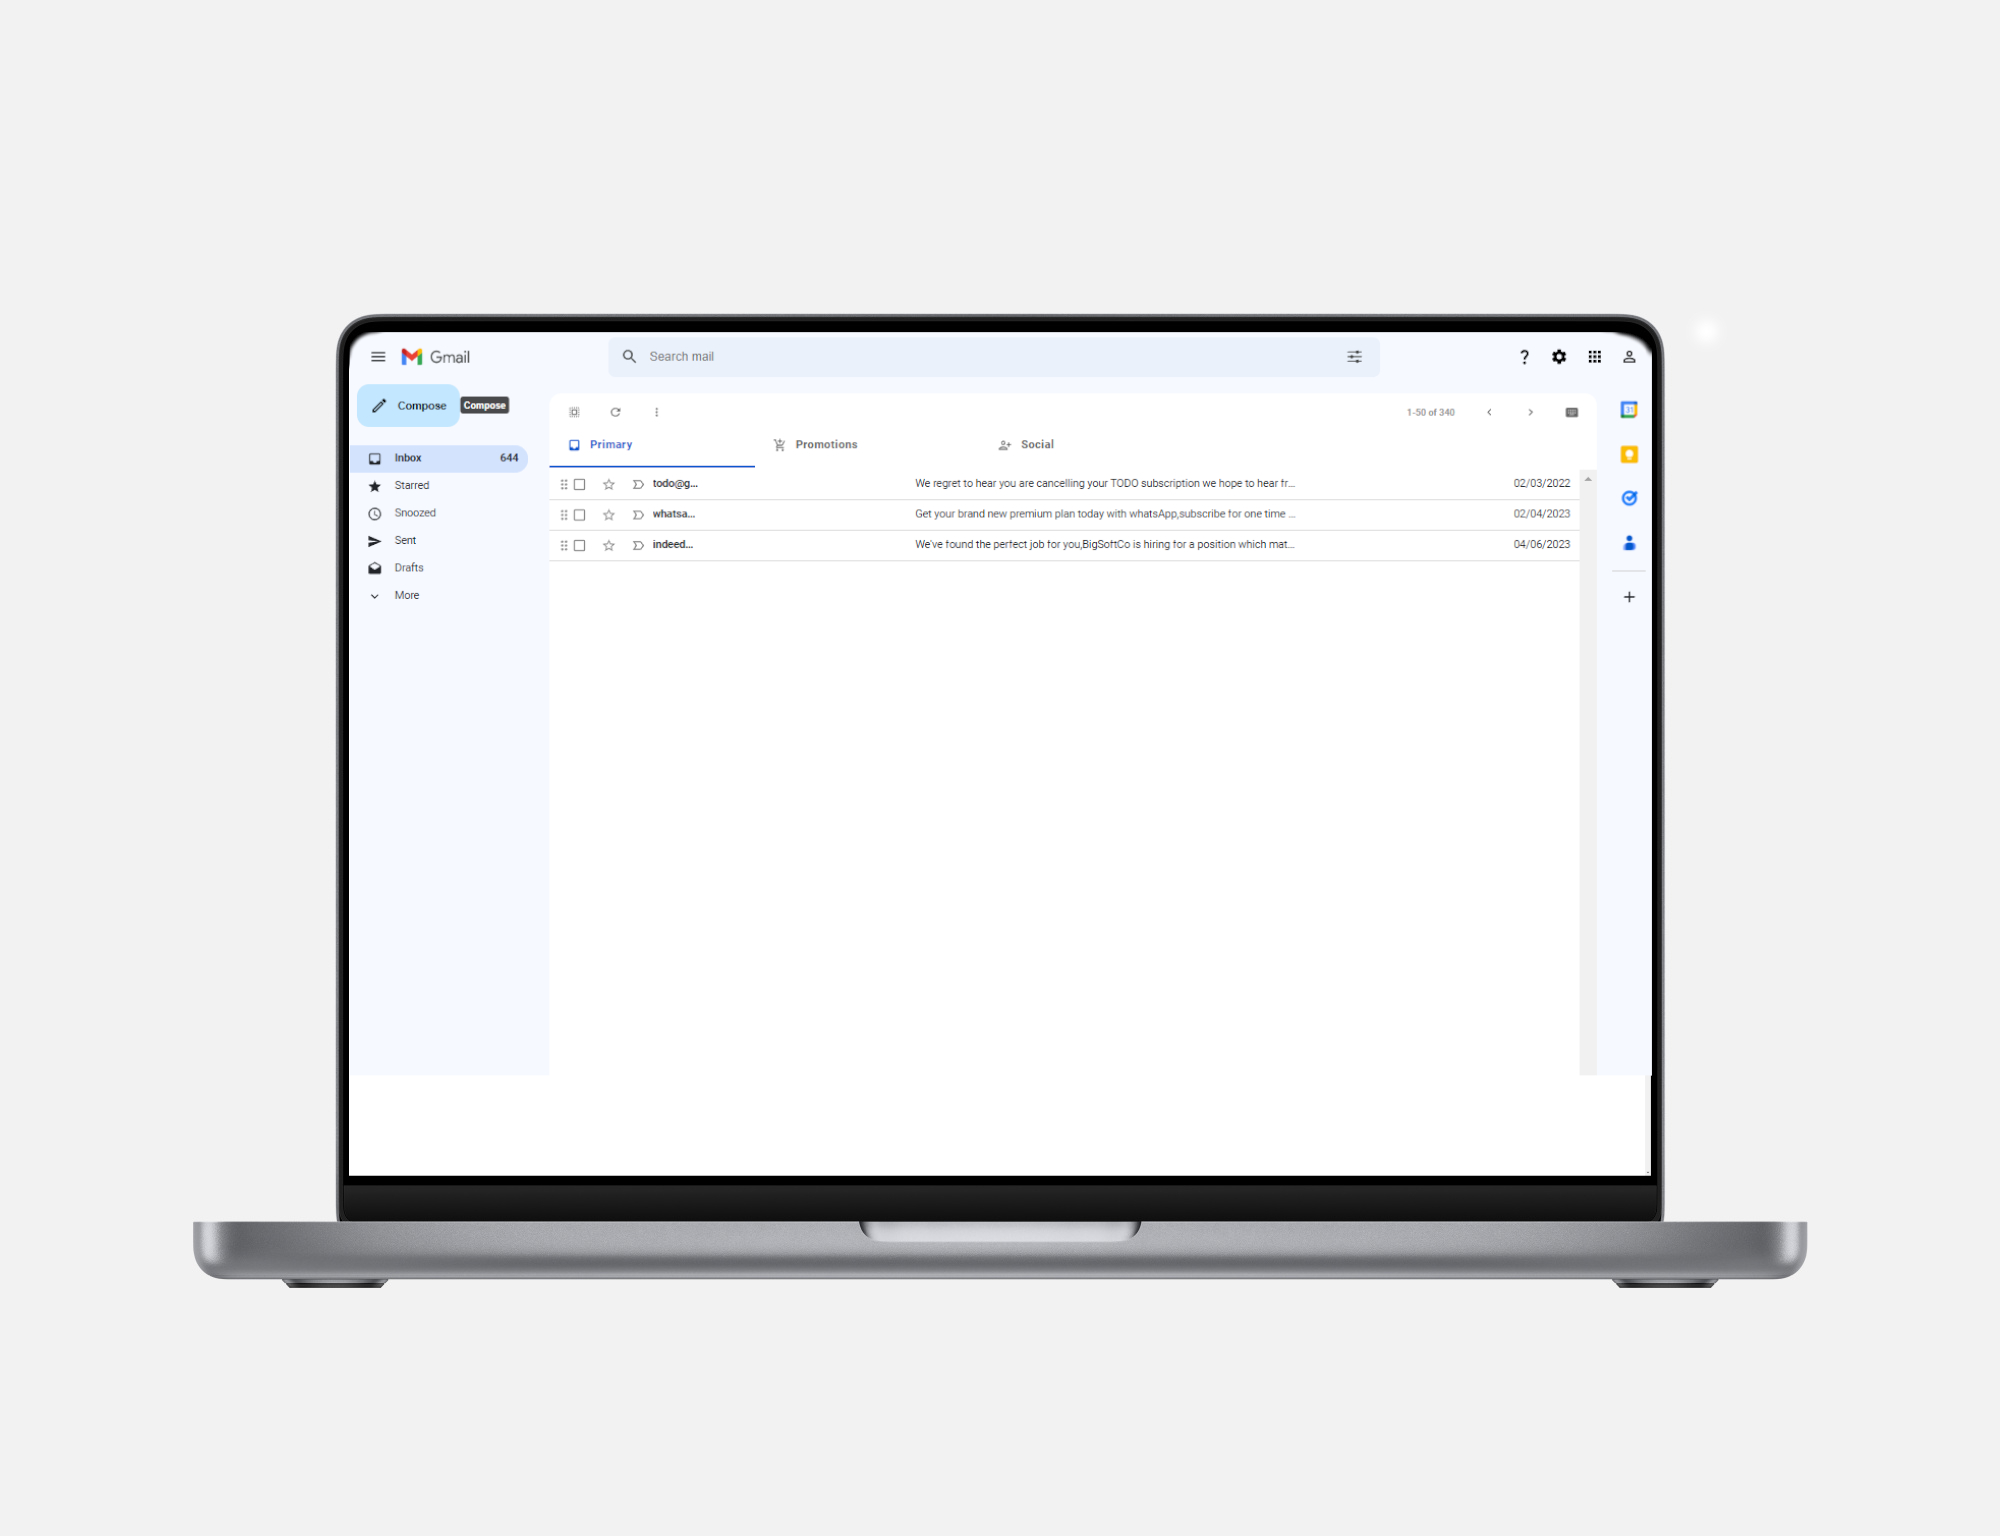 Gmail
Search mail
Compose
Compose
1-50 of 340
Primary
Promotions
Social
Inbox 644
Starred
Snoozed
Sent
Drafts
More
todo@g... We regret to hear you are cancelling your TODO subscription we hope to hear fr... 02/03/2022
whatsa... Get your brand new premium plan today with whatsApp,subscribe for one time ... 02/04/2023
indeed... We've found the perfect job for you,BigSoftCo is hiring for a position which mat... 04/06/2023
31